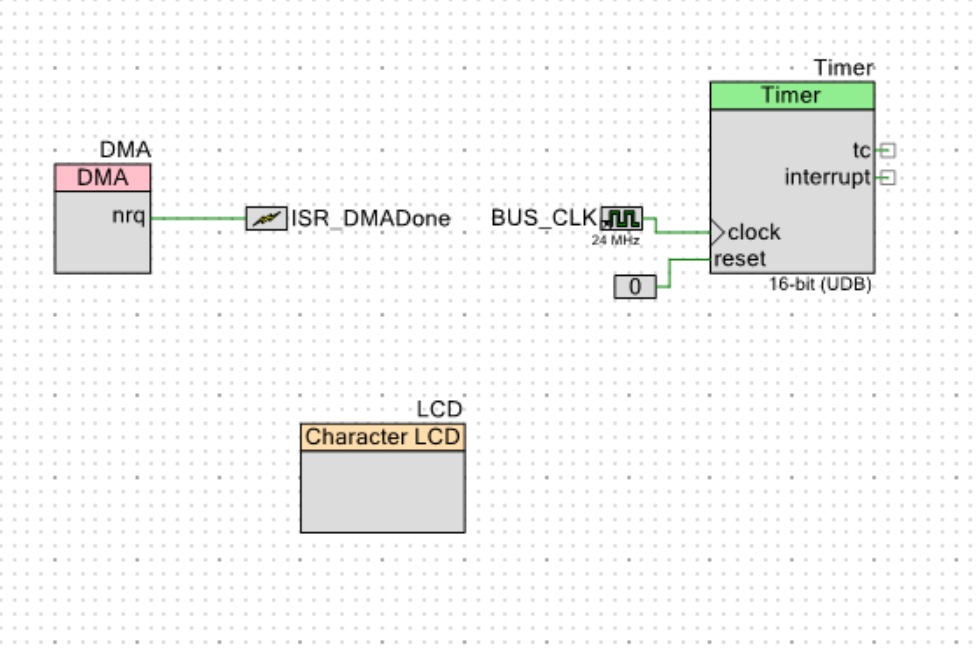 Timer
Timer
tc
interrupt
clock
reset
16-bit (UDB)
DMA
DMA
nrq
ISR_DMADone
BUS_CLK
24 MHz
0
LCD
Character LCD